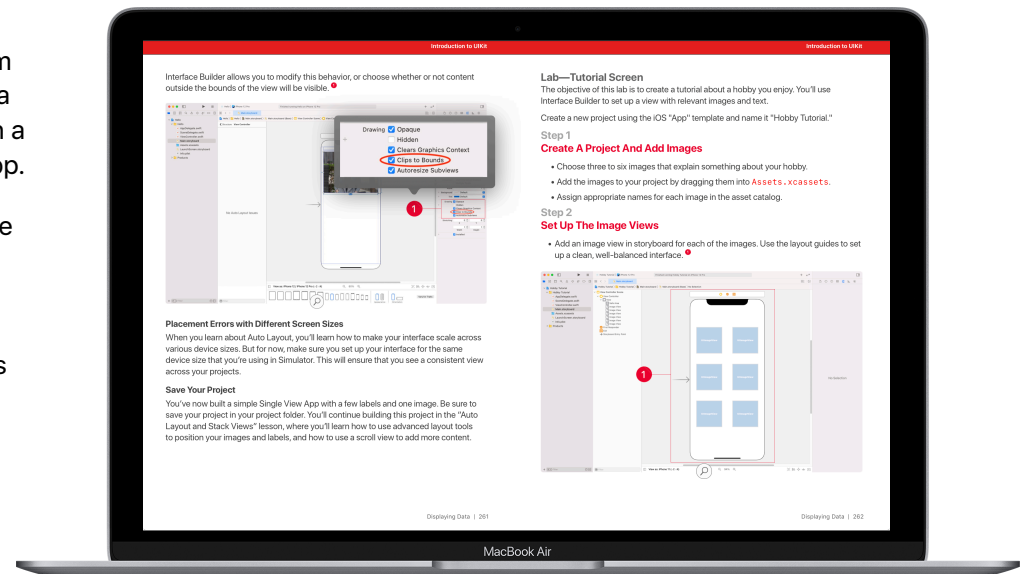 m
a
n a
op.
e
s
Introduction to UIKit
Interface Builder allows you to modify this behavior, or choose whether or not content
outside the bounds of the view will be visible. 1
Drawing Opaque
Hidden
Clears Graphics Context
Clips to Bounds
Autoresize Subviews
1
Placement Errors with Different Screen Sizes
When you learn about Auto Layout, you'll learn how to make your interface scale across
various device sizes. But for now, make sure you set up your interface for the same
device size that you're using in Simulator. This will ensure that you see a consistent view
across your projects.
Save Your Project
You've now built a simple Single View App with a few labels and one image. Be sure to
save your project in your project folder. You'll continue building this project in the "Auto
Layout and Stack Views" lesson, where you'll learn how to use advanced layout tools
to position your images and labels, and how to use a scroll view to add more content.
Displaying Data | 261
Introduction to UIKit
Lab—Tutorial Screen
The objective of this lab is to create a tutorial about a hobby you enjoy. You'll use
Interface Builder to set up a view with relevant images and text.
Create a new project using the iOS "App" template and name it "Hobby Tutorial."
Step 1
Create A Project And Add Images
• Choose three to six images that explain something about your hobby.
• Add the images to your project by dragging them into Assets.xcassets.
• Assign appropriate names for each image in the asset catalog.
Step 2
Set Up The Image Views
• Add an image view in storyboard for each of the images. Use the layout guides to set
up a clean, well-balanced interface. 1
1
Displaying Data | 262
MacBook Air